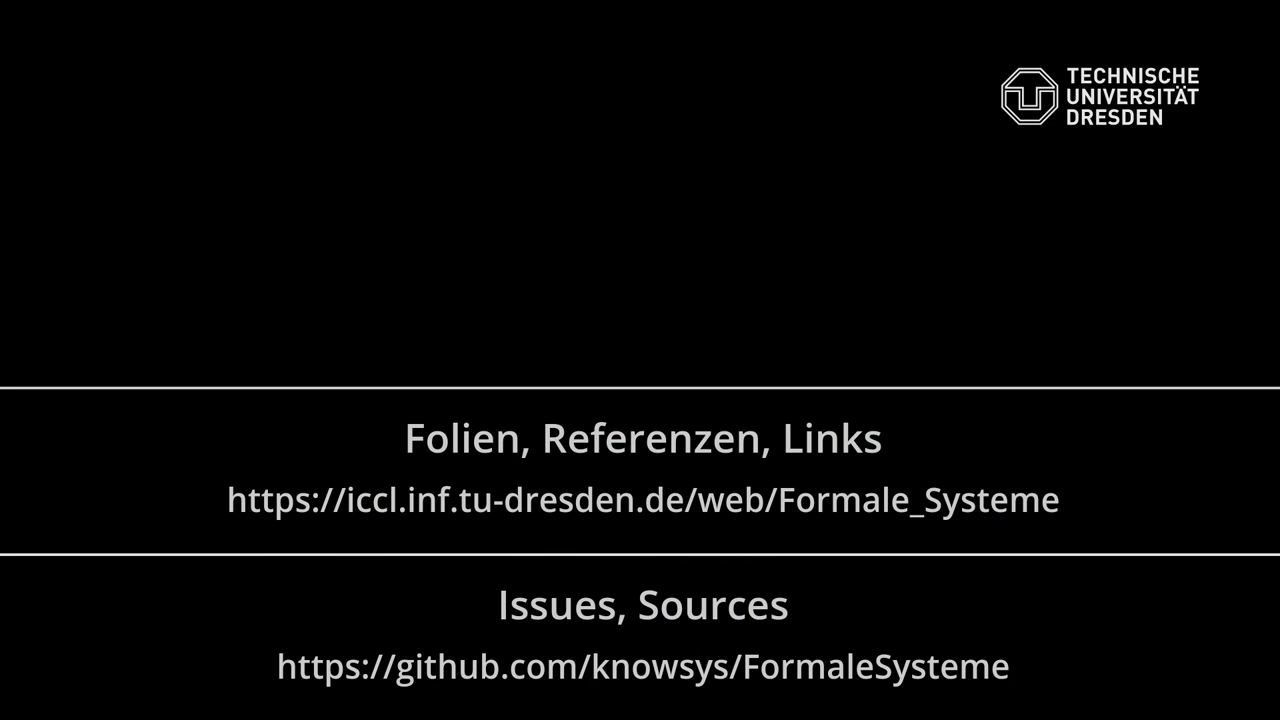 TECHNISCHE
UNIVERSITÄT
DRESDEN
Folien, Referenzen, Links
https://iccl.inf.tu-dresden.de/web/Formale_Systeme
Issues, Sources
https://github.com/knowsys/FormaleSysteme